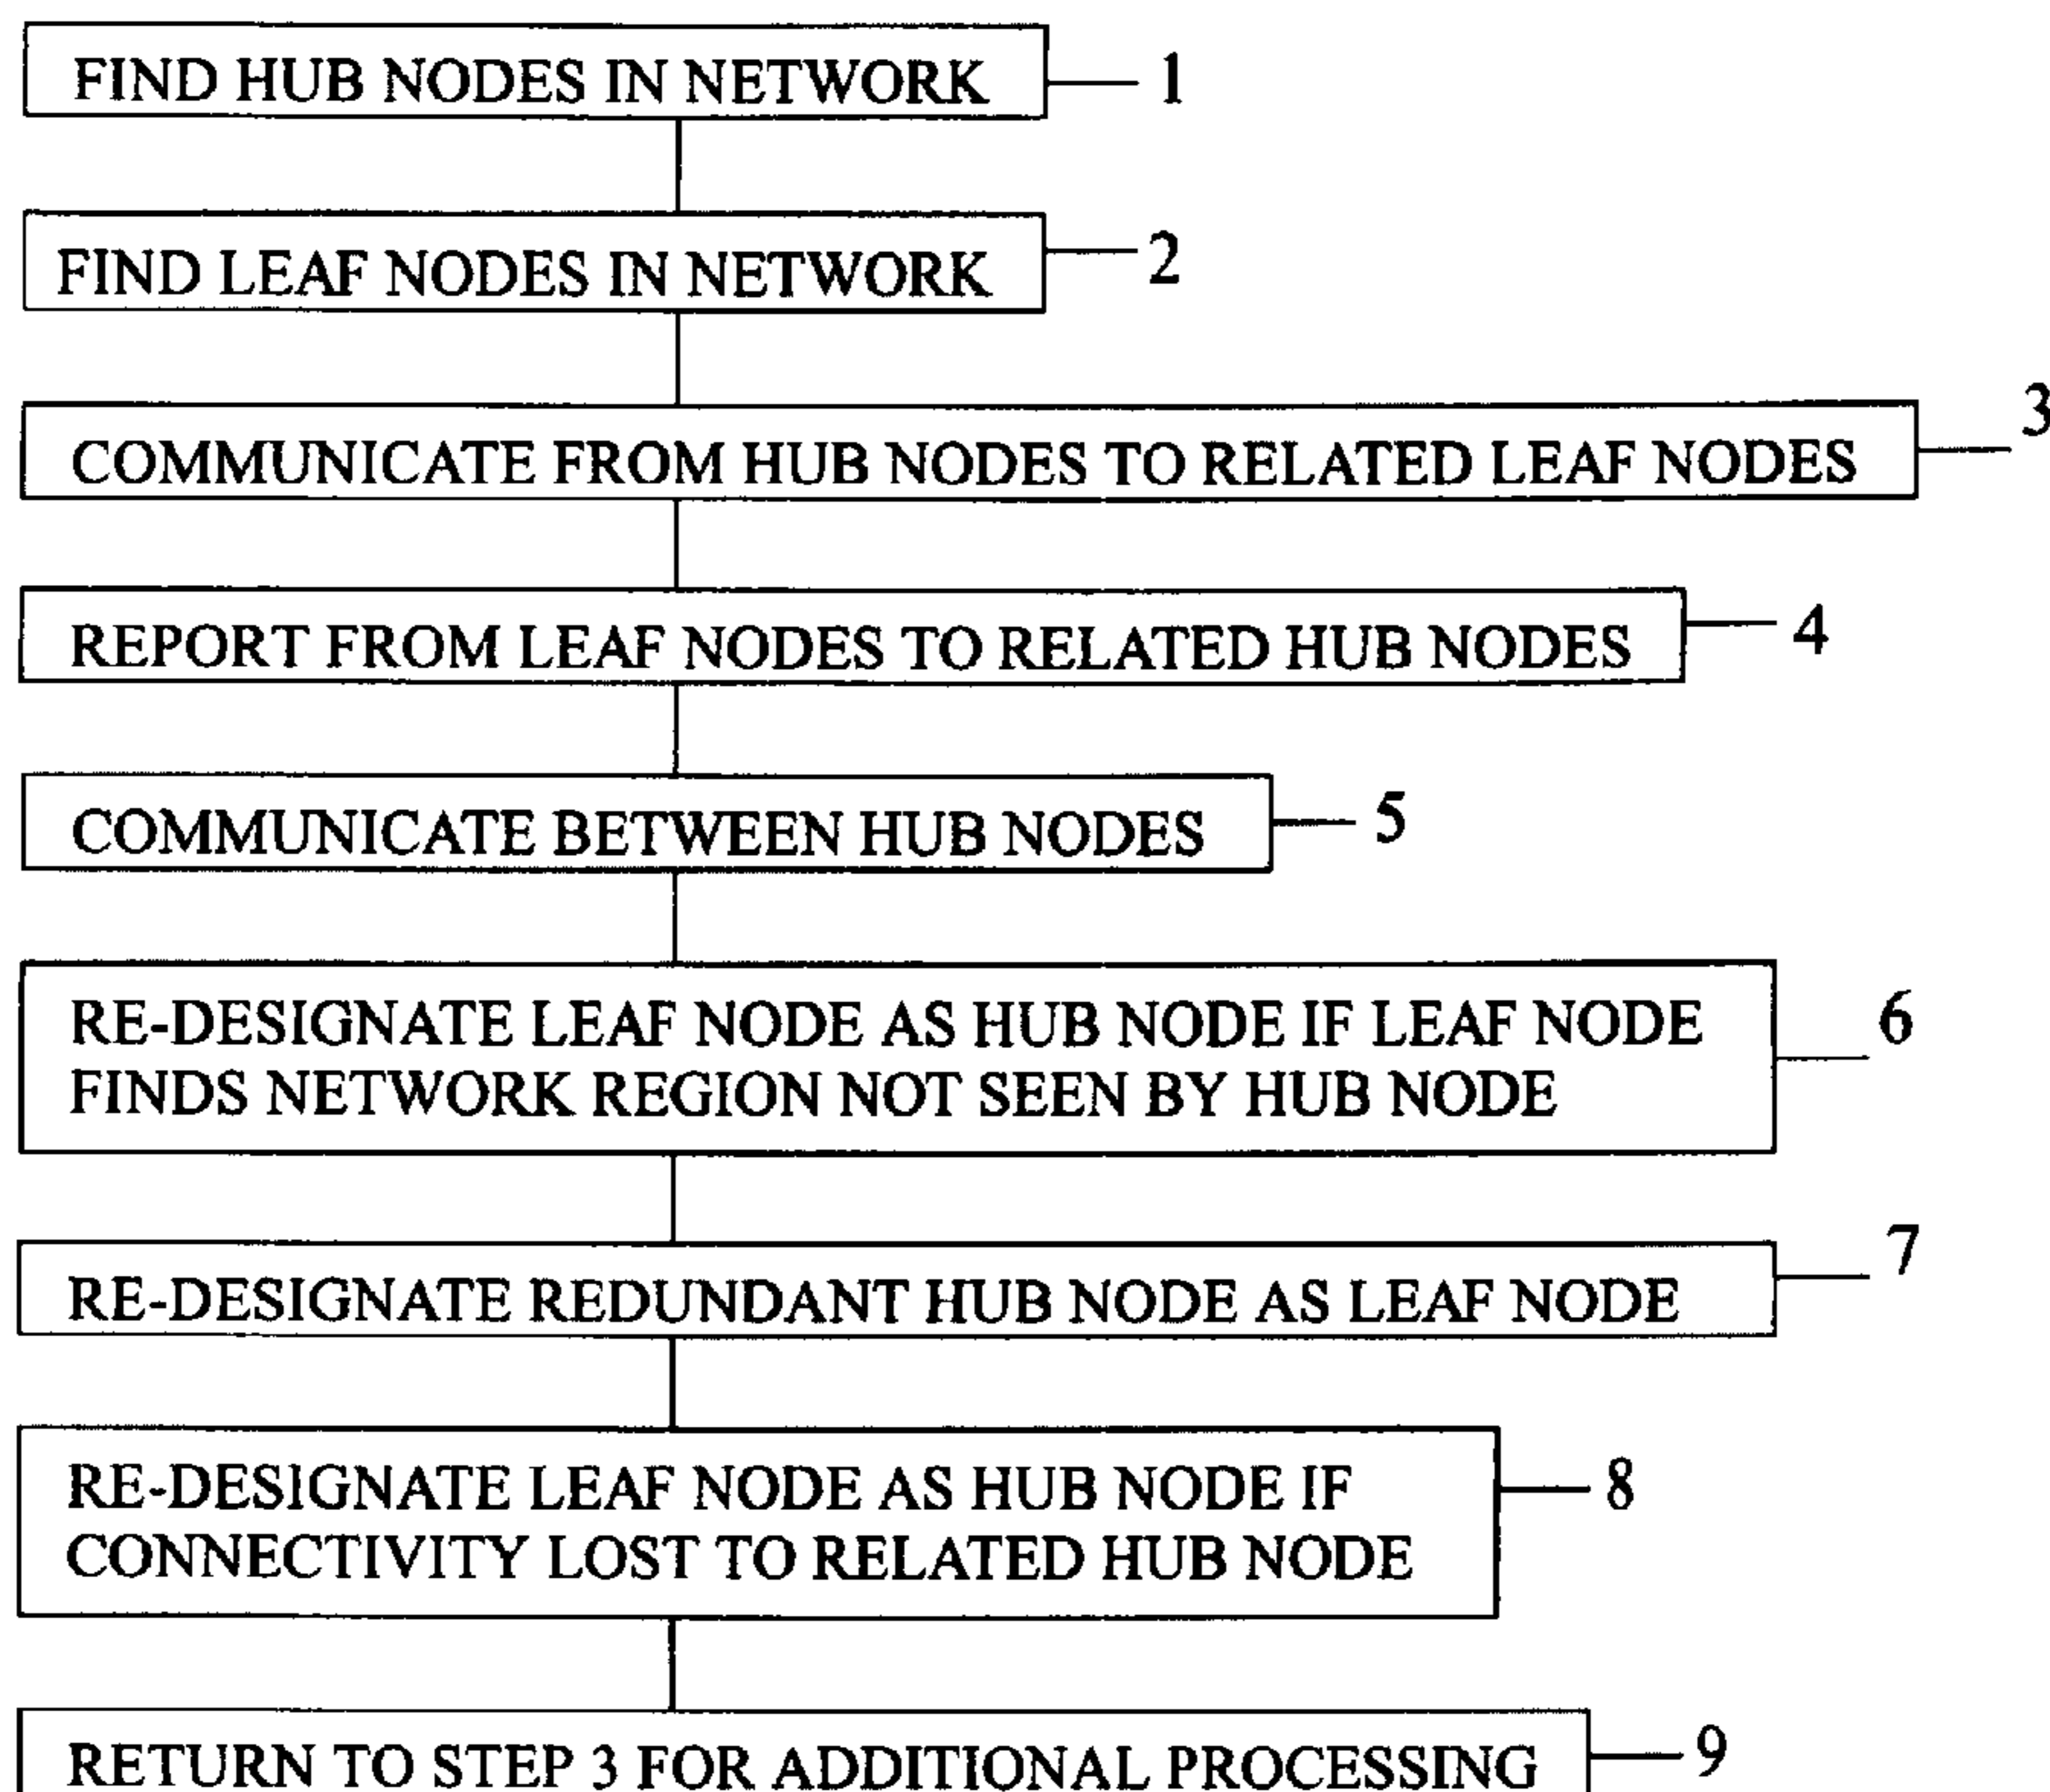 FIND HUB NODES IN NETWORK 1
FIND LEAF NODES IN NETWORK 2
COMMUNICATE FROM HUB NODES TO RELATED LEAF NODES 3
REPORT FROM LEAF NODES TO RELATED HUB NODES 4
COMMUNICATE BETWEEN HUB NODES 5
RE-DESIGNATE LEAF NODE AS HUB NODE IF LEAF NODE 6
FINDS NETWORK REGION NOT SEEN BY HUB NODE
RE-DESIGNATE REDUNDANT HUB NODE AS LEAF NODE 7
RE-DESIGNATE LEAF NODE AS HUB NODE IF 8
CONNECTIVITY LOST TO RELATED HUB NODE
RETURN TO STEP 3 FOR ADDITIONAL PROCESSING 9